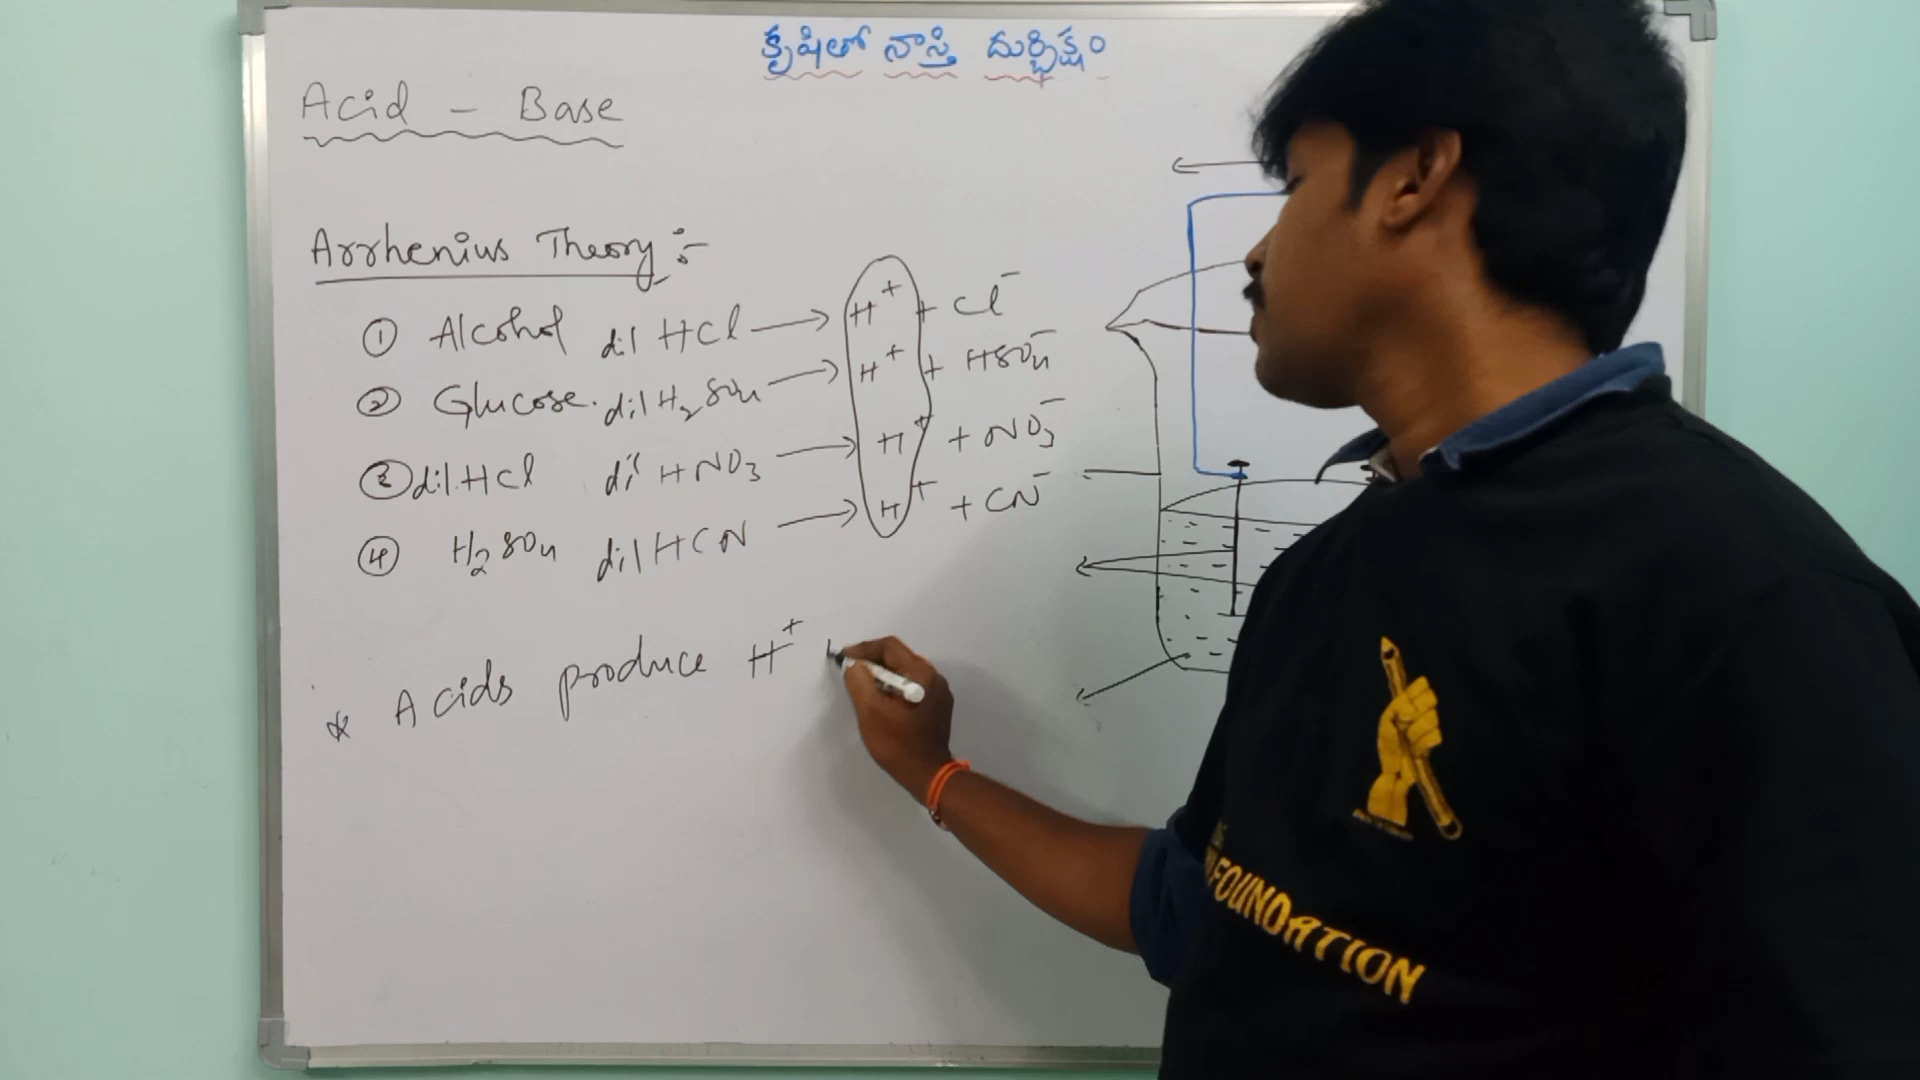 కృషితో నాస్తి దుర్భిక్షం
Acid - Base
Arrhenius Theory :-
① Alcohol dil HCl → H⁺ + Cl⁻
② Glucose. dil H₂SO₄ → H⁺ + HSO₄⁻
③ dil.HCl dil HNO₃ → H⁺ + NO₃⁻
④ H₂SO₄ dil HCN → H⁺ + CN⁻
* Acids produce H⁺
FOUNDATION